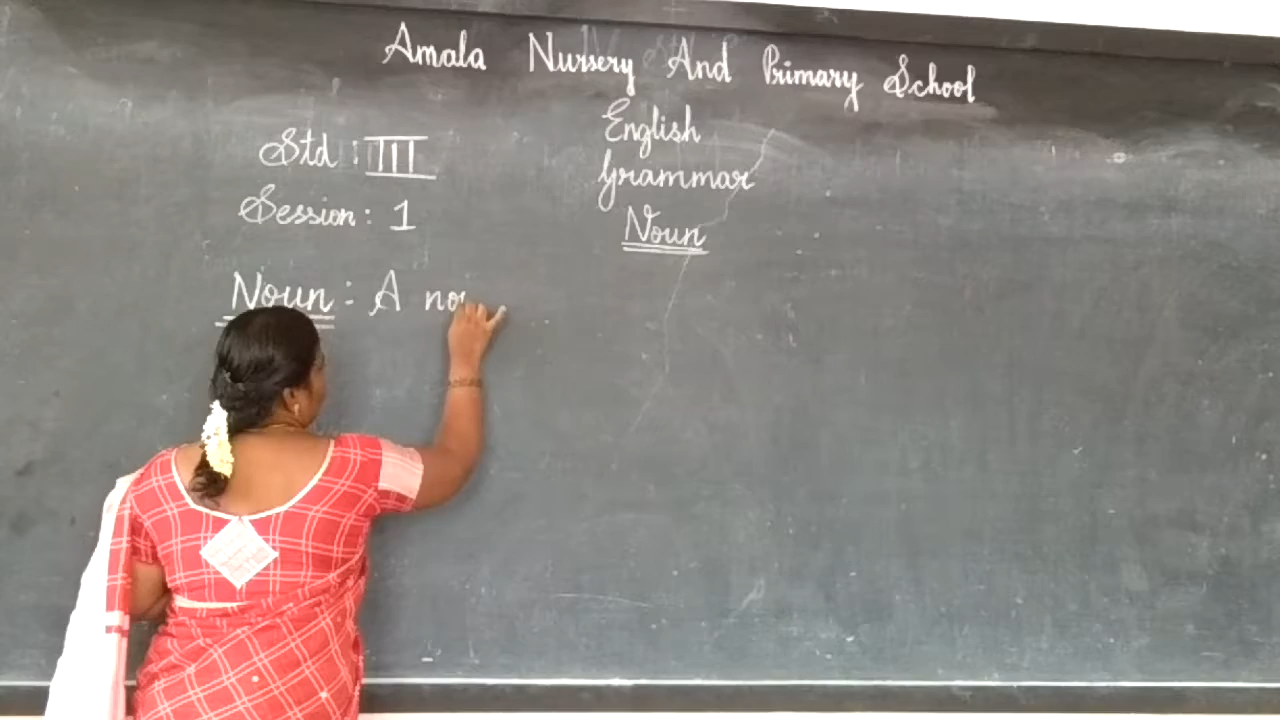 Amala Nursery And Primary School
English
Std : III
Grammar
Session : 1
Noun
Noun : A no